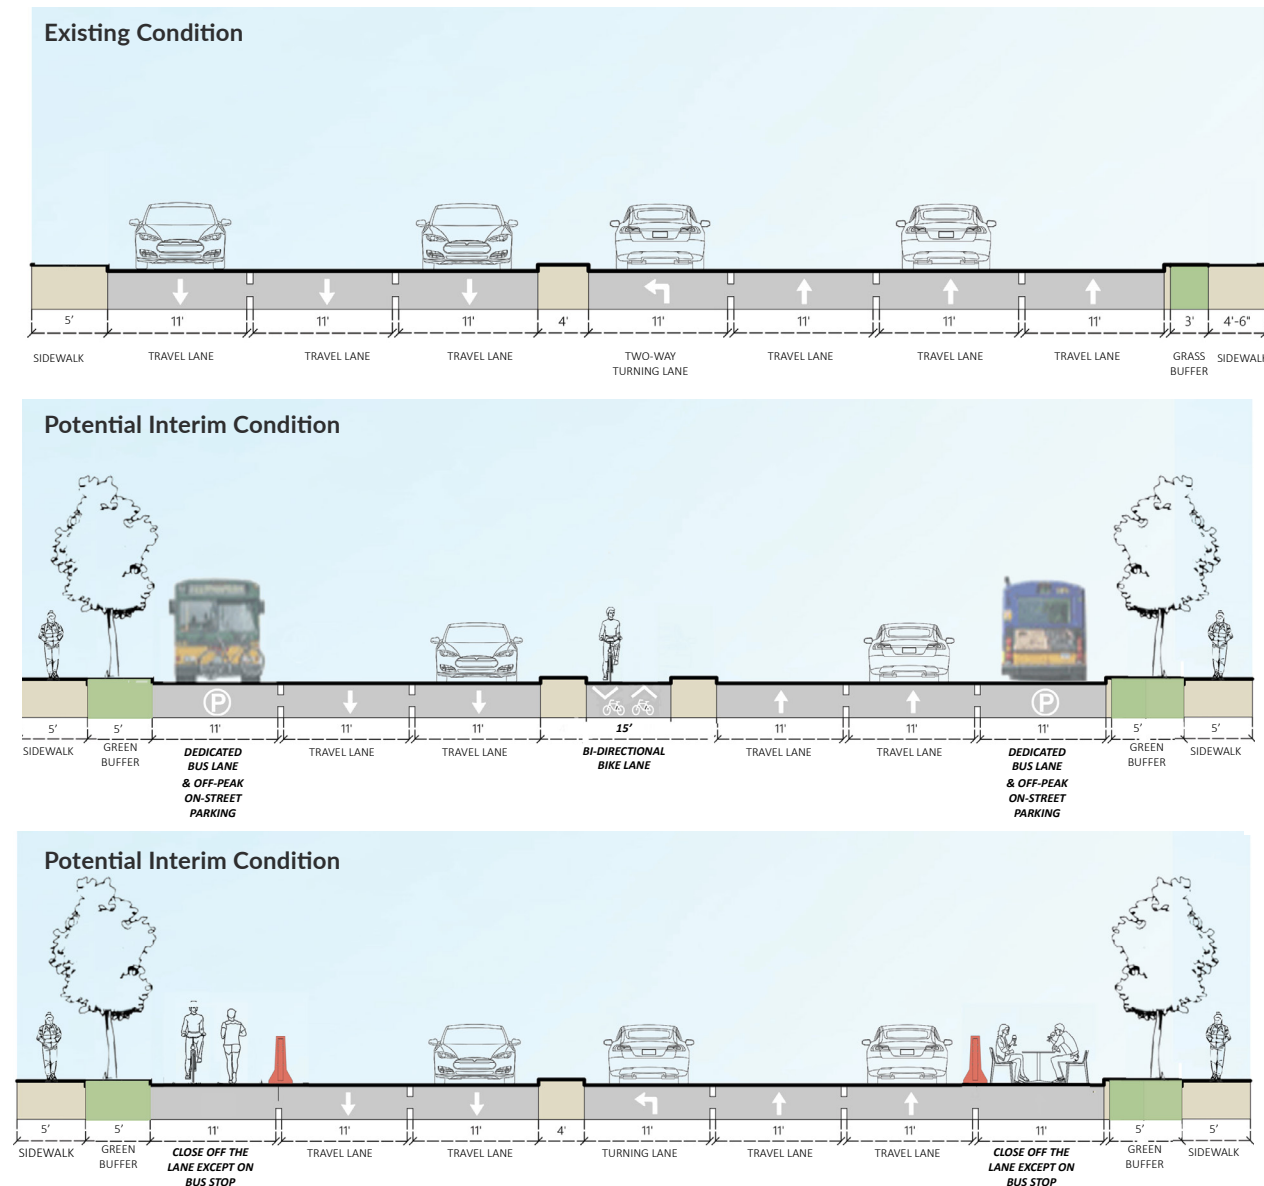 Existing Condition
5' 11' 11' 11' 4' 11' 11' 11' 11' 3' 4'-6"
SIDEWALK TRAVEL LANE TRAVEL LANE TRAVEL LANE TWO-WAY TRAVEL LANE TRAVEL LANE TRAVEL LANE GRASS SIDEWALK
TURNING LANE BUFFER
Potential Interim Condition
P P
5' 5' 11' 11' 11' 15' 11' 11' 11' 5' 5'
SIDEWALK GREEN DEDICATED TRAVEL LANE TRAVEL LANE BI-DIRECTIONAL TRAVEL LANE TRAVEL LANE DEDICATED GREEN SIDEWALK
BUFFER BUS LANE BIKE LANE BUS LANE BUFFER
& OFF-PEAK & OFF-PEAK
ON-STREET ON-STREET
PARKING PARKING
Potential Interim Condition
5' 5' 11' 11' 11' 4' 11' 11' 11' 11' 5' 5'
SIDEWALK GREEN CLOSE OFF THE TRAVEL LANE TRAVEL LANE TURNING LANE TRAVEL LANE TRAVEL LANE CLOSE OFF THE GREEN SIDEWALK
BUFFER LANE EXCEPT ON LANE EXCEPT ON BUFFER
BUS STOP BUS STOP